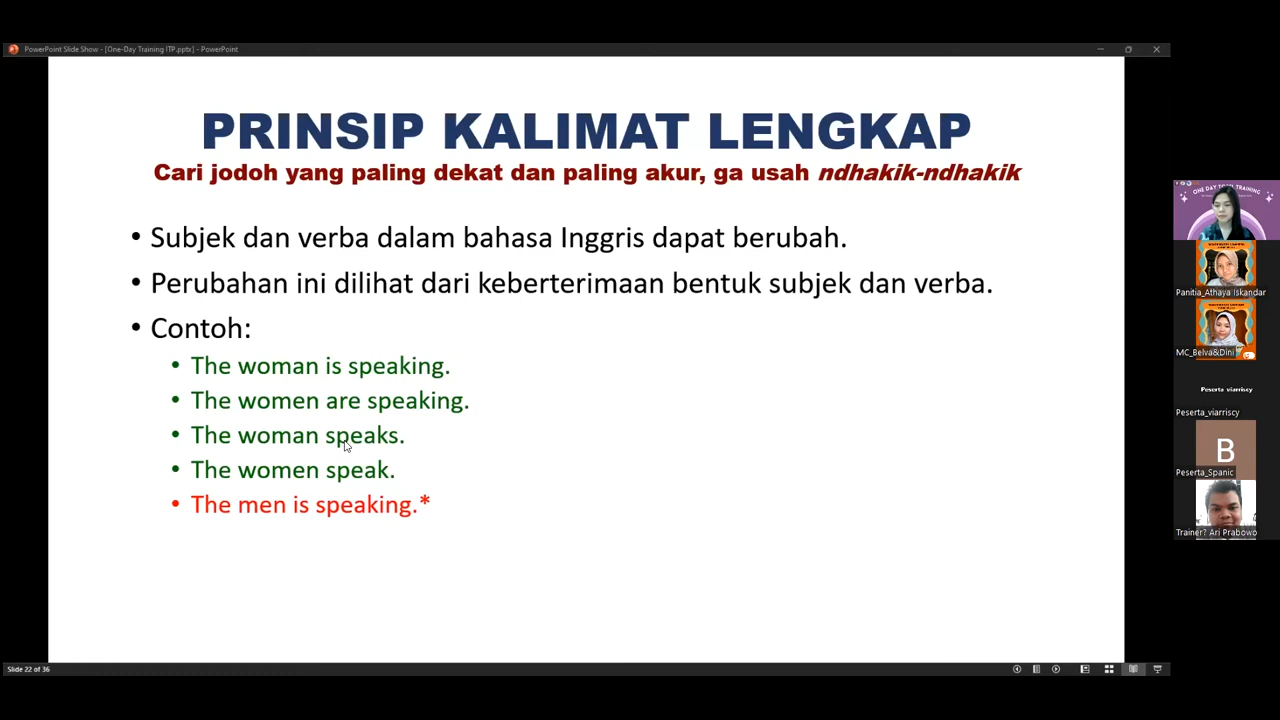 PowerPoint Slide Show - [One-Day Training ITP.pptx] - PowerPoint
PRINSIP KALIMAT LENGKAP
Cari jodoh yang paling dekat dan paling akur, ga usah ndhakik-ndhakik
• Subjek dan verba dalam bahasa Inggris dapat berubah.
• Perubahan ini dilihat dari keberterimaan bentuk subjek dan verba.
• Contoh:
• The woman is speaking.
• The women are speaking.
• The woman speaks.
• The women speak.
• The men is speaking.*
Slide 22 of 36
Panitia_Athaya Iskandar
MC_Belva&Dini
Peserta viarriscy
Peserta_viarriscy
B
Peserta_Spanic
Trainer? Ari Prabowo